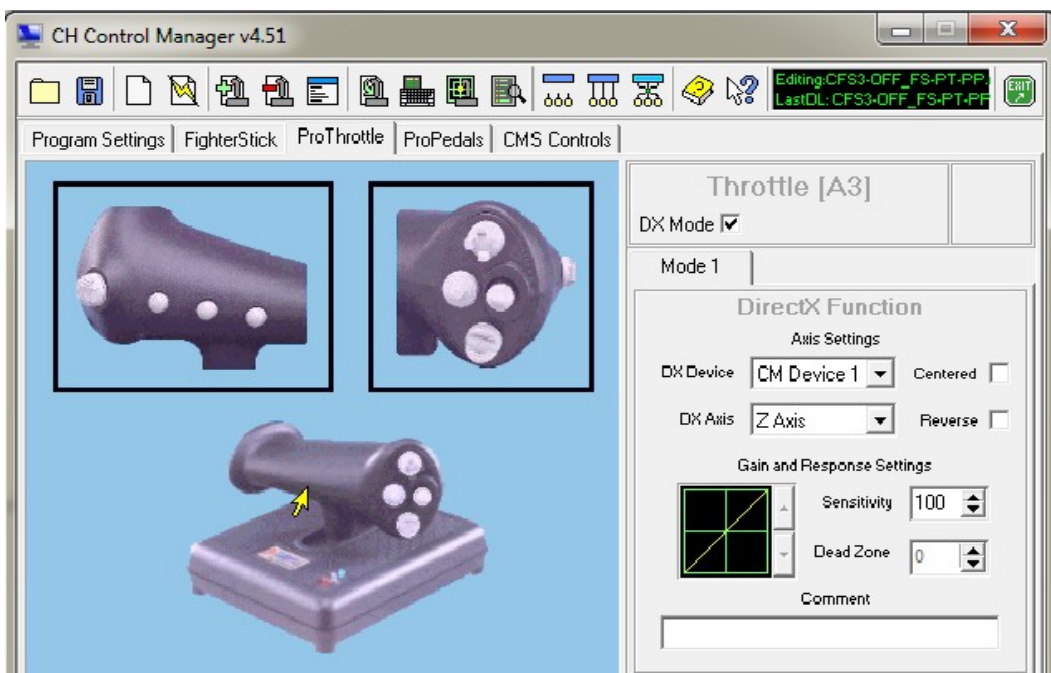 CH Control Manager v4.51
Editing:CFS3-OFF_FS-PT-PP.
LastDL: CFS3-OFF_FS-PT-PF
EXIT
Program Settings FighterStick ProThrottle ProPedals CMS Controls
Throttle [A3]
DX Mode
Mode 1
DirectX Function
Axis Settings
DX Device CM Device 1 Centered
DX Axis Z Axis Reverse
Gain and Response Settings
Sensitivity 100
Dead Zone 0
Comment